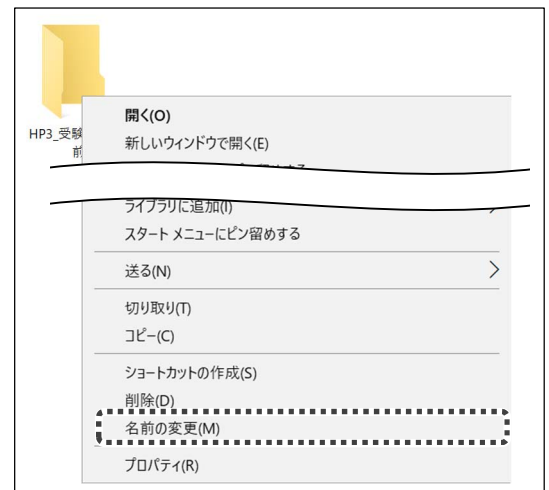 HP3_受験
前
開く(O)
新しいウィンドウで開く(E)
ライブラリに追加(I)
スタート メニューにピン留めする
送る(N)
切り取り(T)
コピー(C)
ショートカットの作成(S)
削除(D)
名前の変更(M)
プロパティ(R)